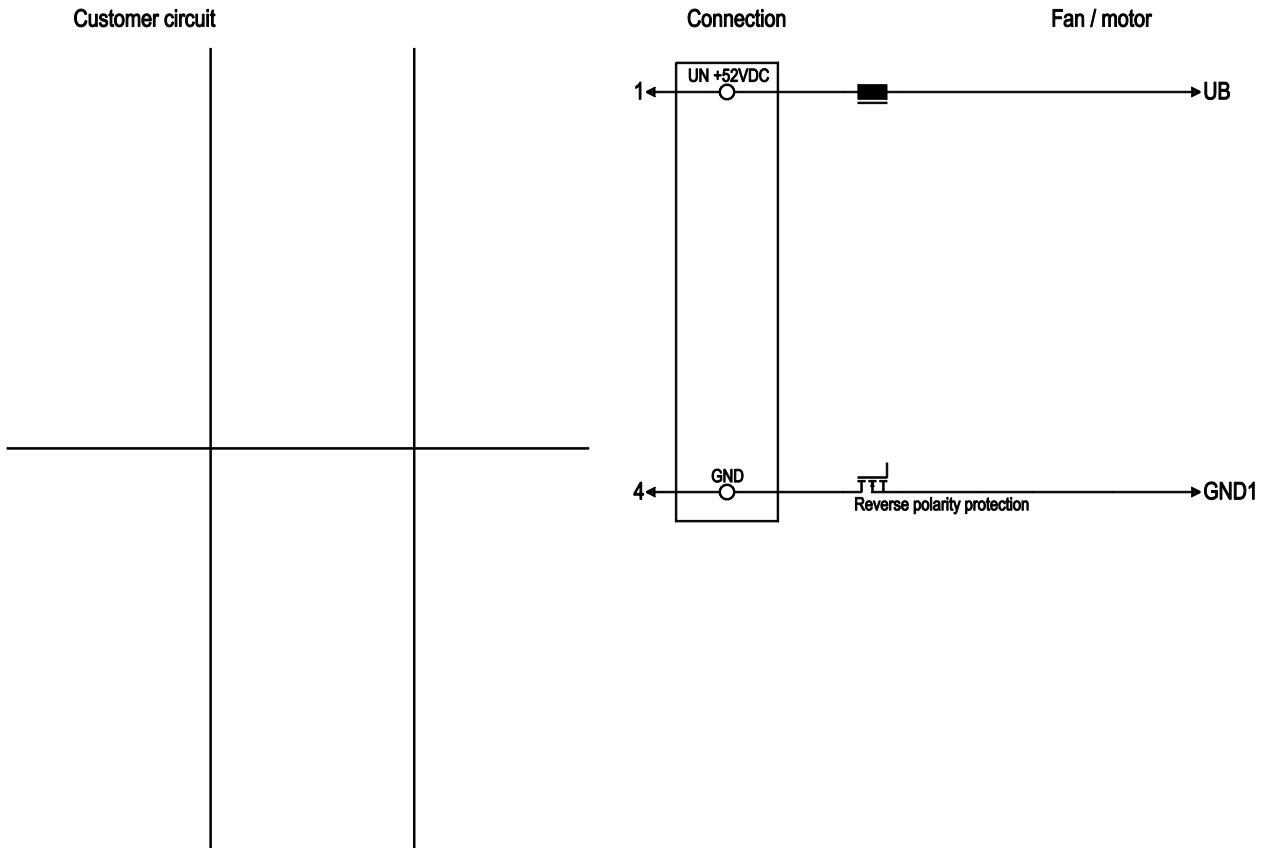 Customer circuit
Connection
Fan / motor
UN +52VDC
1
UB
GND
4
GND1
Reverse polarity protection